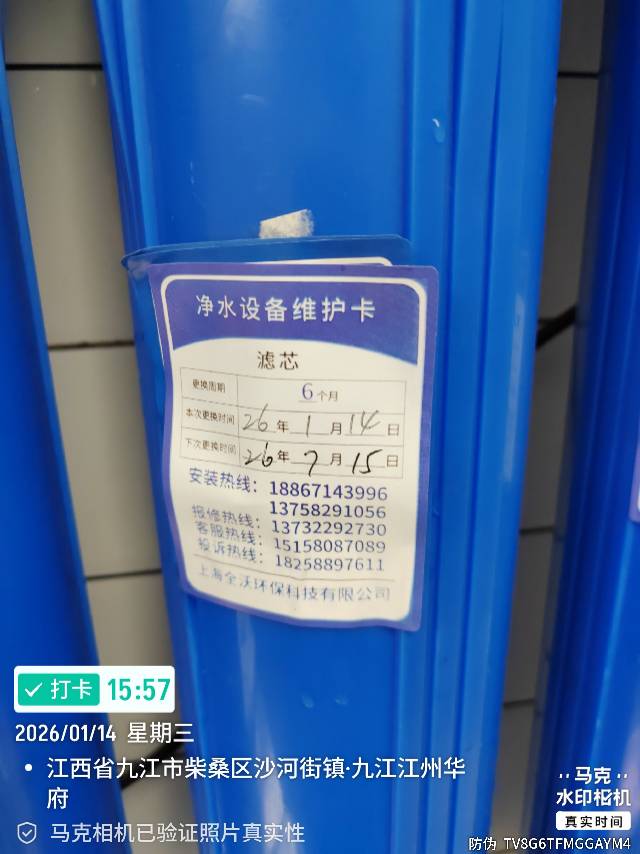 净水设备维护卡
滤芯
更换周期 6个月
本次更换时间 26年1月14日
下次更换时间 26年7月15日
安装热线：18867143996
13758291056
报修热线：13732292730
客服热线：15158087089
投诉热线：18258897611
上海全沃环保科技有限公司
打卡 15:57
2026/01/14 星期三
江西省九江市柴桑区沙河街镇·九江江州华
府
马克相机已验证照片真实性
马克
水印相机
真实时间
防伪 TV8G6TFMGGAYM4